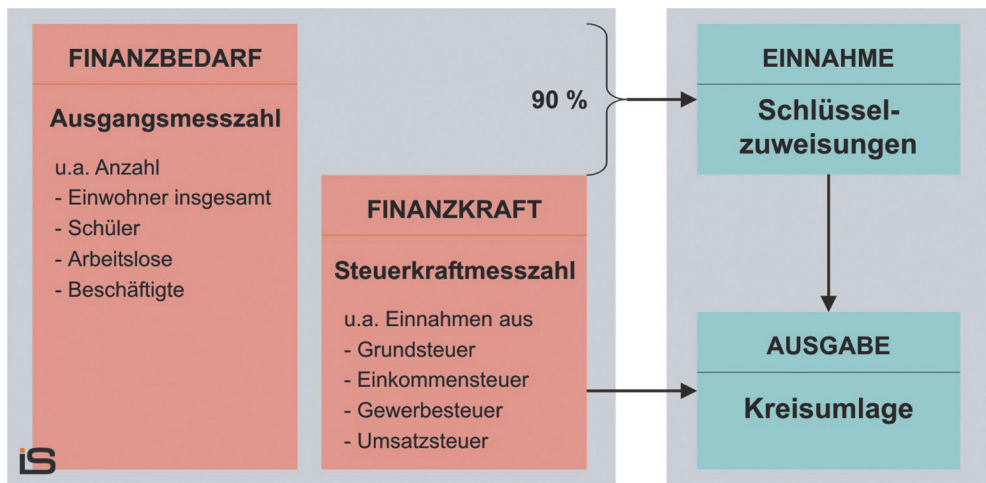 FINANZBEDARF
Ausgangsmesszahl
u.a. Anzahl
- Einwohner insgesamt
- Schüler
- Arbeitslose
- Beschäftigte
FINANZKRAFT
Steuerkraftmesszahl
u.a. Einnahmen aus
- Grundsteuer
- Einkommensteuer
- Gewerbesteuer
- Umsatzsteuer
90 %
EINNAHME
Schlüssel-
zuweisungen
AUSGABE
Kreisumlage
iS